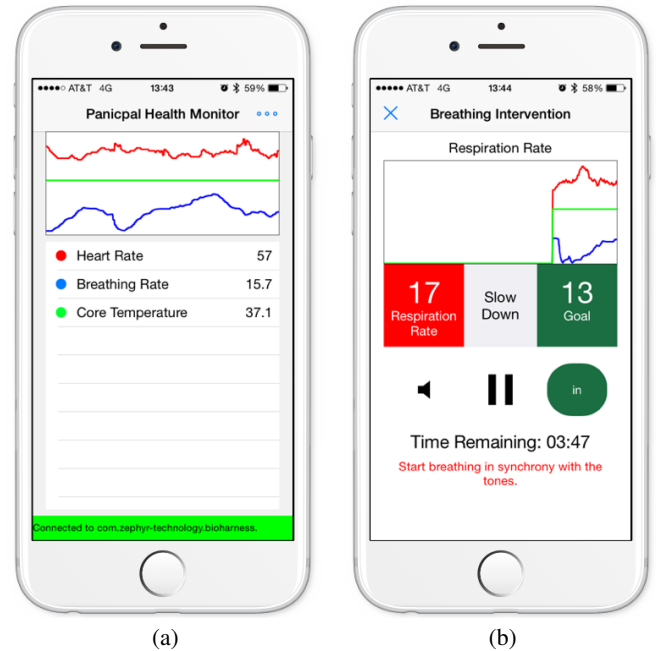 ●●●●○ AT&T 4G 13:43 59%
Panicpal Health Monitor
Heart Rate 57
Breathing Rate 15.7
Core Temperature 37.1
Connected to com.zephyr-technology.bioharness.
(a)
●●●●● AT&T 4G 13:44 58%
Breathing Intervention
Respiration Rate
17
Respiration
Rate
Slow
Down
13
Goal
in
Time Remaining: 03:47
Start breathing in synchrony with the
tones.
(b)